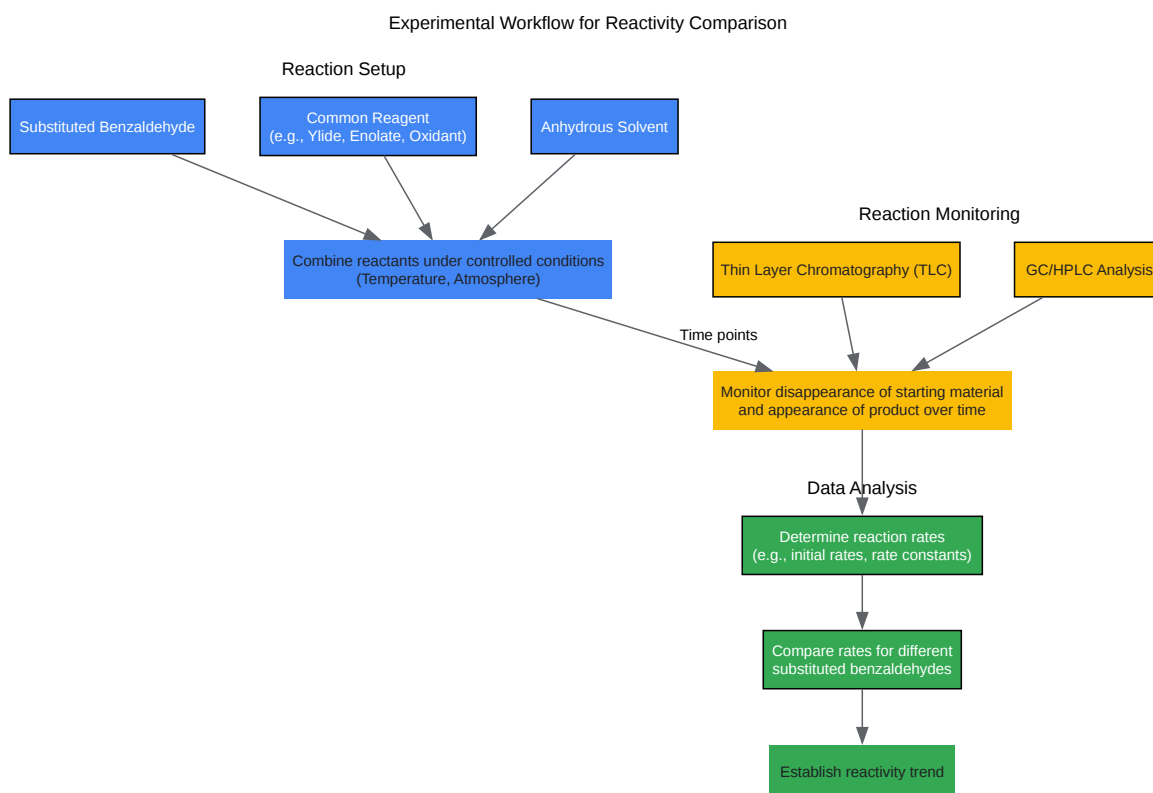 Experimental Workflow for Reactivity Comparison
Reaction Setup
Substituted Benzaldehyde
Common Reagent
(e.g., Ylide, Enolate, Oxidant)
Anhydrous Solvent
Combine reactants under controlled conditions
(Temperature, Atmosphere)
Reaction Monitoring
Thin Layer Chromatography (TLC)
GC/HPLC Analysis
Time points
Monitor disappearance of starting material
and appearance of product over time
Data Analysis
Determine reaction rates
(e.g., initial rates, rate constants)
Compare rates for different
substituted benzaldehydes
Establish reactivity trend